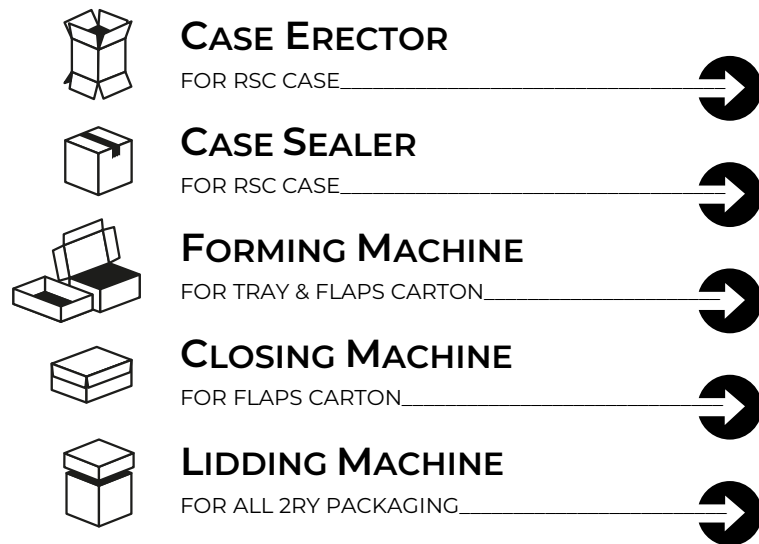 CASE ERECTOR
FOR RSC CASE
CASE SEALER
FOR RSC CASE
FORMING MACHINE
FOR TRAY & FLAPS CARTON
CLOSING MACHINE
FOR FLAPS CARTON
LIDDING MACHINE
FOR ALL 2RY PACKAGING